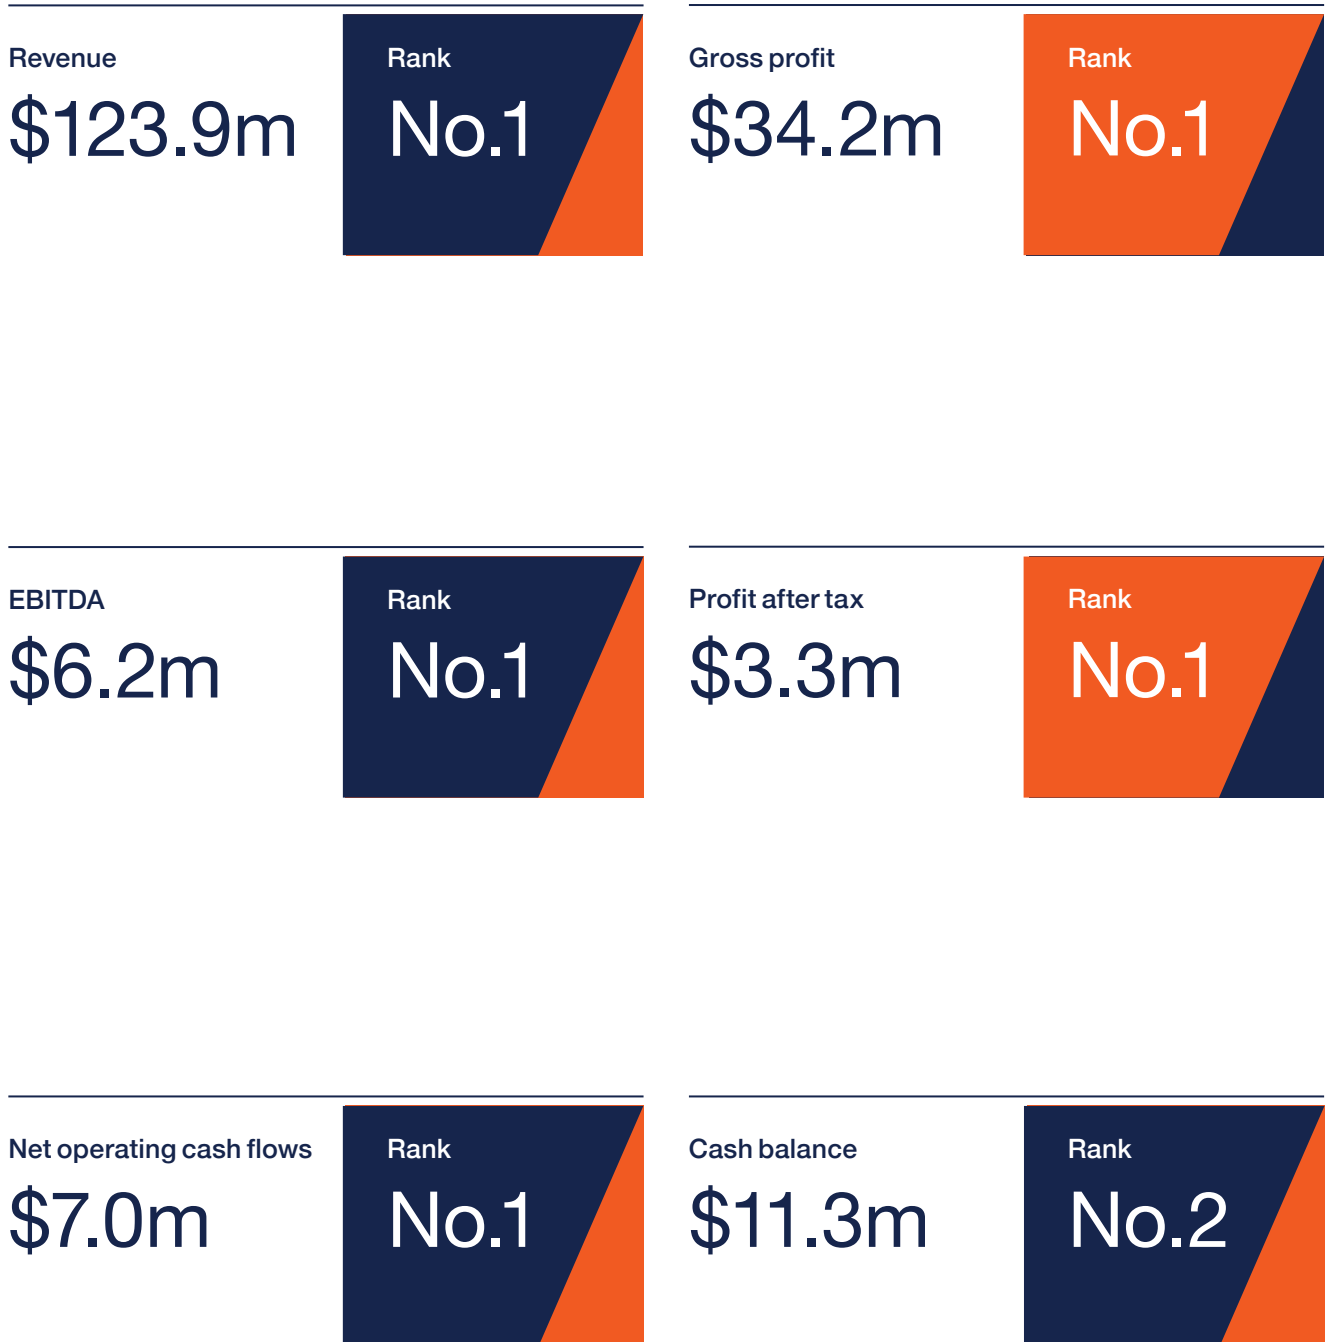 Revenue
$123.9m
Rank
No.1
Gross profit
$34.2m
Rank
No.1
EBITDA
$6.2m
Rank
No.1
Profit after tax
$3.3m
Rank
No.1
Net operating cash flows
$7.0m
Rank
No.1
Cash balance
$11.3m
Rank
No.2